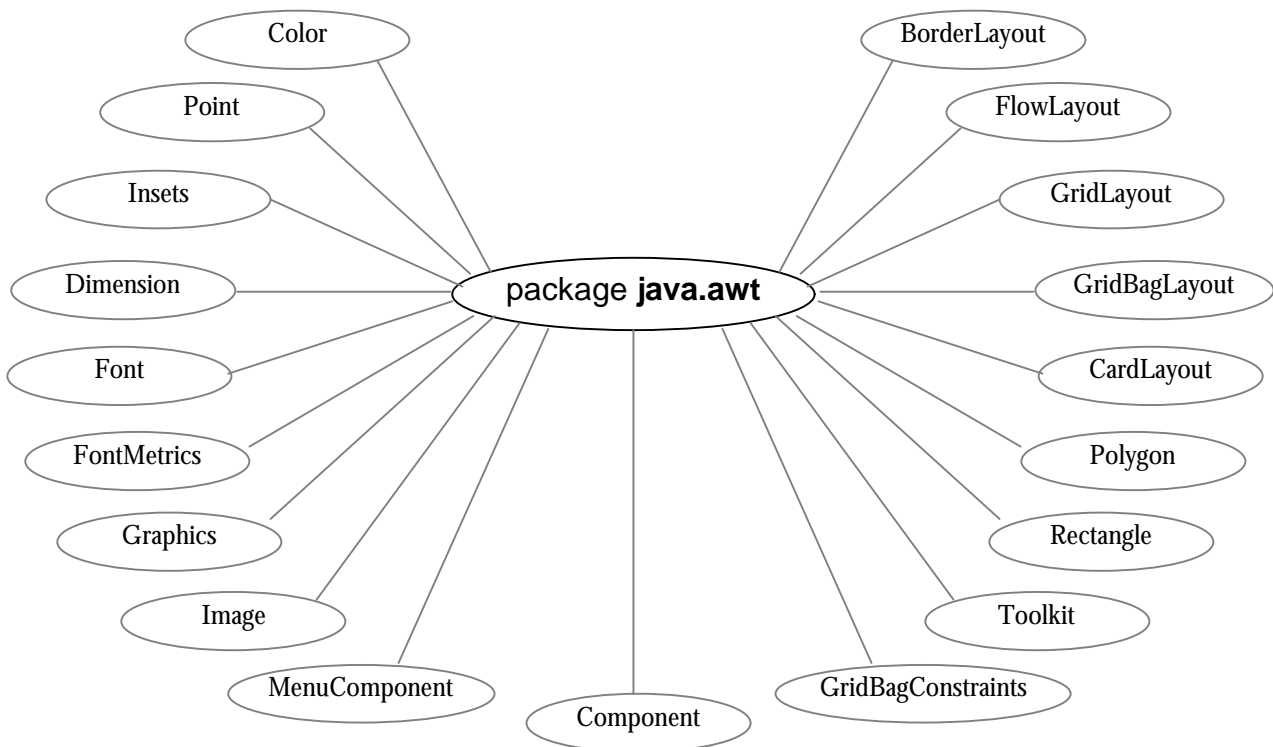 Color
BorderLayout
Point
FlowLayout
Insets
GridLayout
Dimension
package java.awt
GridBagLayout
Font
CardLayout
FontMetrics
Polygon
Graphics
Rectangle
Image
Toolkit
MenuComponent
GridBagConstraints
Component